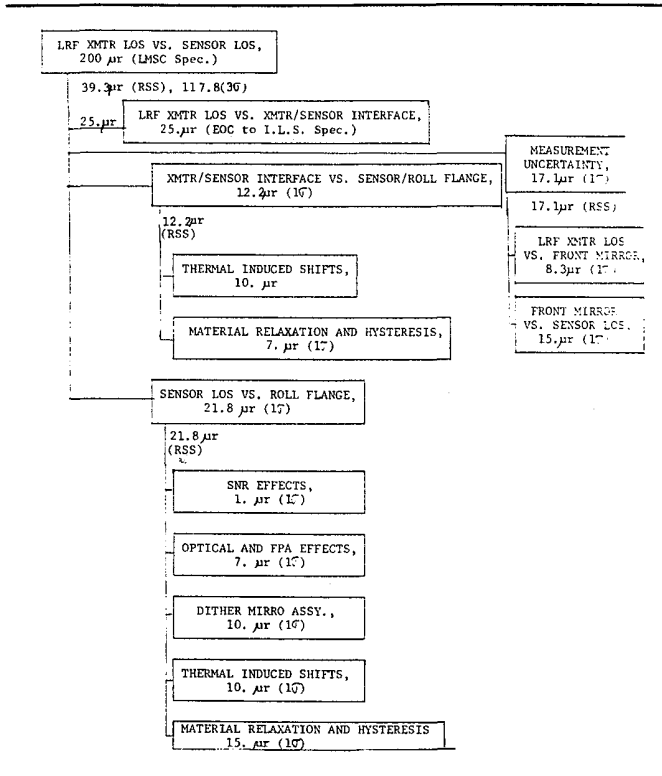 LRF XMTR LOS VS. SENSOR LOS,
200 µr (LMSC Spec.)
39.3µr (RSS), 117.8(3σ)
25.µr
LRF XMTR LOS VS. XMTR/SENSOR INTERFACE,
25.µr (EOC to I.L.S. Spec.)
MEASUREMENT
UNCERTAINTY,
17.1µr (1σ)
17.1µr (RSS)
LRF XMTR LOS
VS. FRONT MIRROR,
8.3µr (1σ)
FRONT MIRROR
VS. SENSOR LOS,
15.µr (1σ)
XMTR/SENSOR INTERFACE VS. SENSOR/ROLL FLANGE,
12.2µr (1σ)
12.2µr
(RSS)
THERMAL INDUCED SHIFTS,
10. µr
MATERIAL RELAXATION AND HYSTERESIS,
7. µr (1σ)
SENSOR LOS VS. ROLL FLANGE,
21.8 µr (1σ)
21.8 µr
(RSS)
SNR EFFECTS,
1. µr (1σ)
OPTICAL AND FPA EFFECTS,
7. µr (1σ)
DITHER MIRRO ASSY.,
10. µr (1σ)
THERMAL INDUCED SHIFTS,
10. µr (1σ)
MATERIAL RELAXATION AND HYSTERESIS
15. µr (1σ)